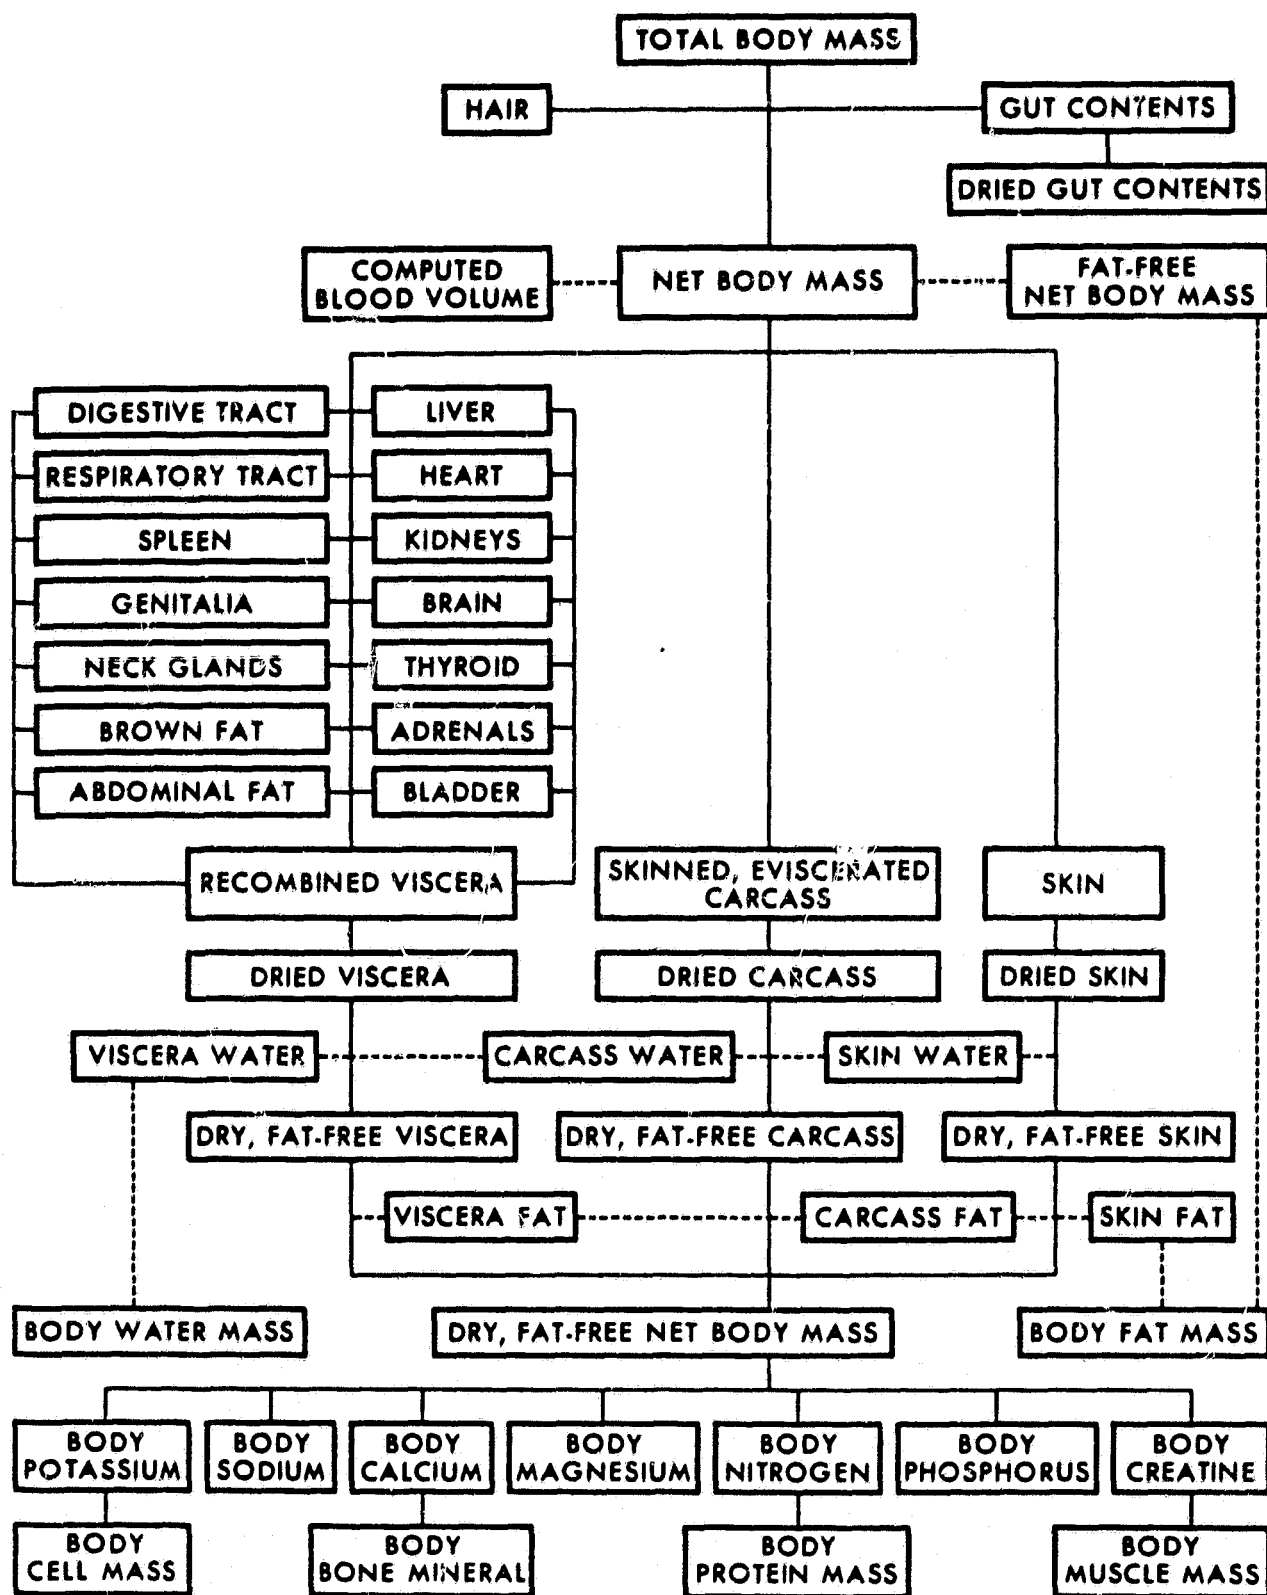 TOTAL BODY MASS
HAIR
GUT CONTENTS
DRIED GUT CONTENTS
COMPUTED
BLOOD VOLUME
NET BODY MASS
FAT-FREE
NET BODY MASS
DIGESTIVE TRACT
LIVER
RESPIRATORY TRACT
HEART
SPLEEN
KIDNEYS
GENITALIA
BRAIN
NECK GLANDS
THYROID
BROWN FAT
ADRENALS
ABDOMINAL FAT
BLADDER
RECOMBINED VISCERA
SKINNED, EVISCERATED
CARCASS
SKIN
DRIED VISCERA
DRIED CARCASS
DRIED SKIN
VISCERA WATER
CARCASS WATER
SKIN WATER
DRY, FAT-FREE VISCERA
DRY, FAT-FREE CARCASS
DRY, FAT-FREE SKIN
VISCERA FAT
CARCASS FAT
SKIN FAT
BODY WATER MASS
DRY, FAT-FREE NET BODY MASS
BODY FAT MASS
BODY
POTASSIUM
BODY
SODIUM
BODY
CALCIUM
BODY
MAGNESIUM
BODY
NITROGEN
BODY
PHOSPHORUS
BODY
CREATINE
BODY
CELL MASS
BODY
BONE MINERAL
BODY
PROTEIN MASS
BODY
MUSCLE MASS